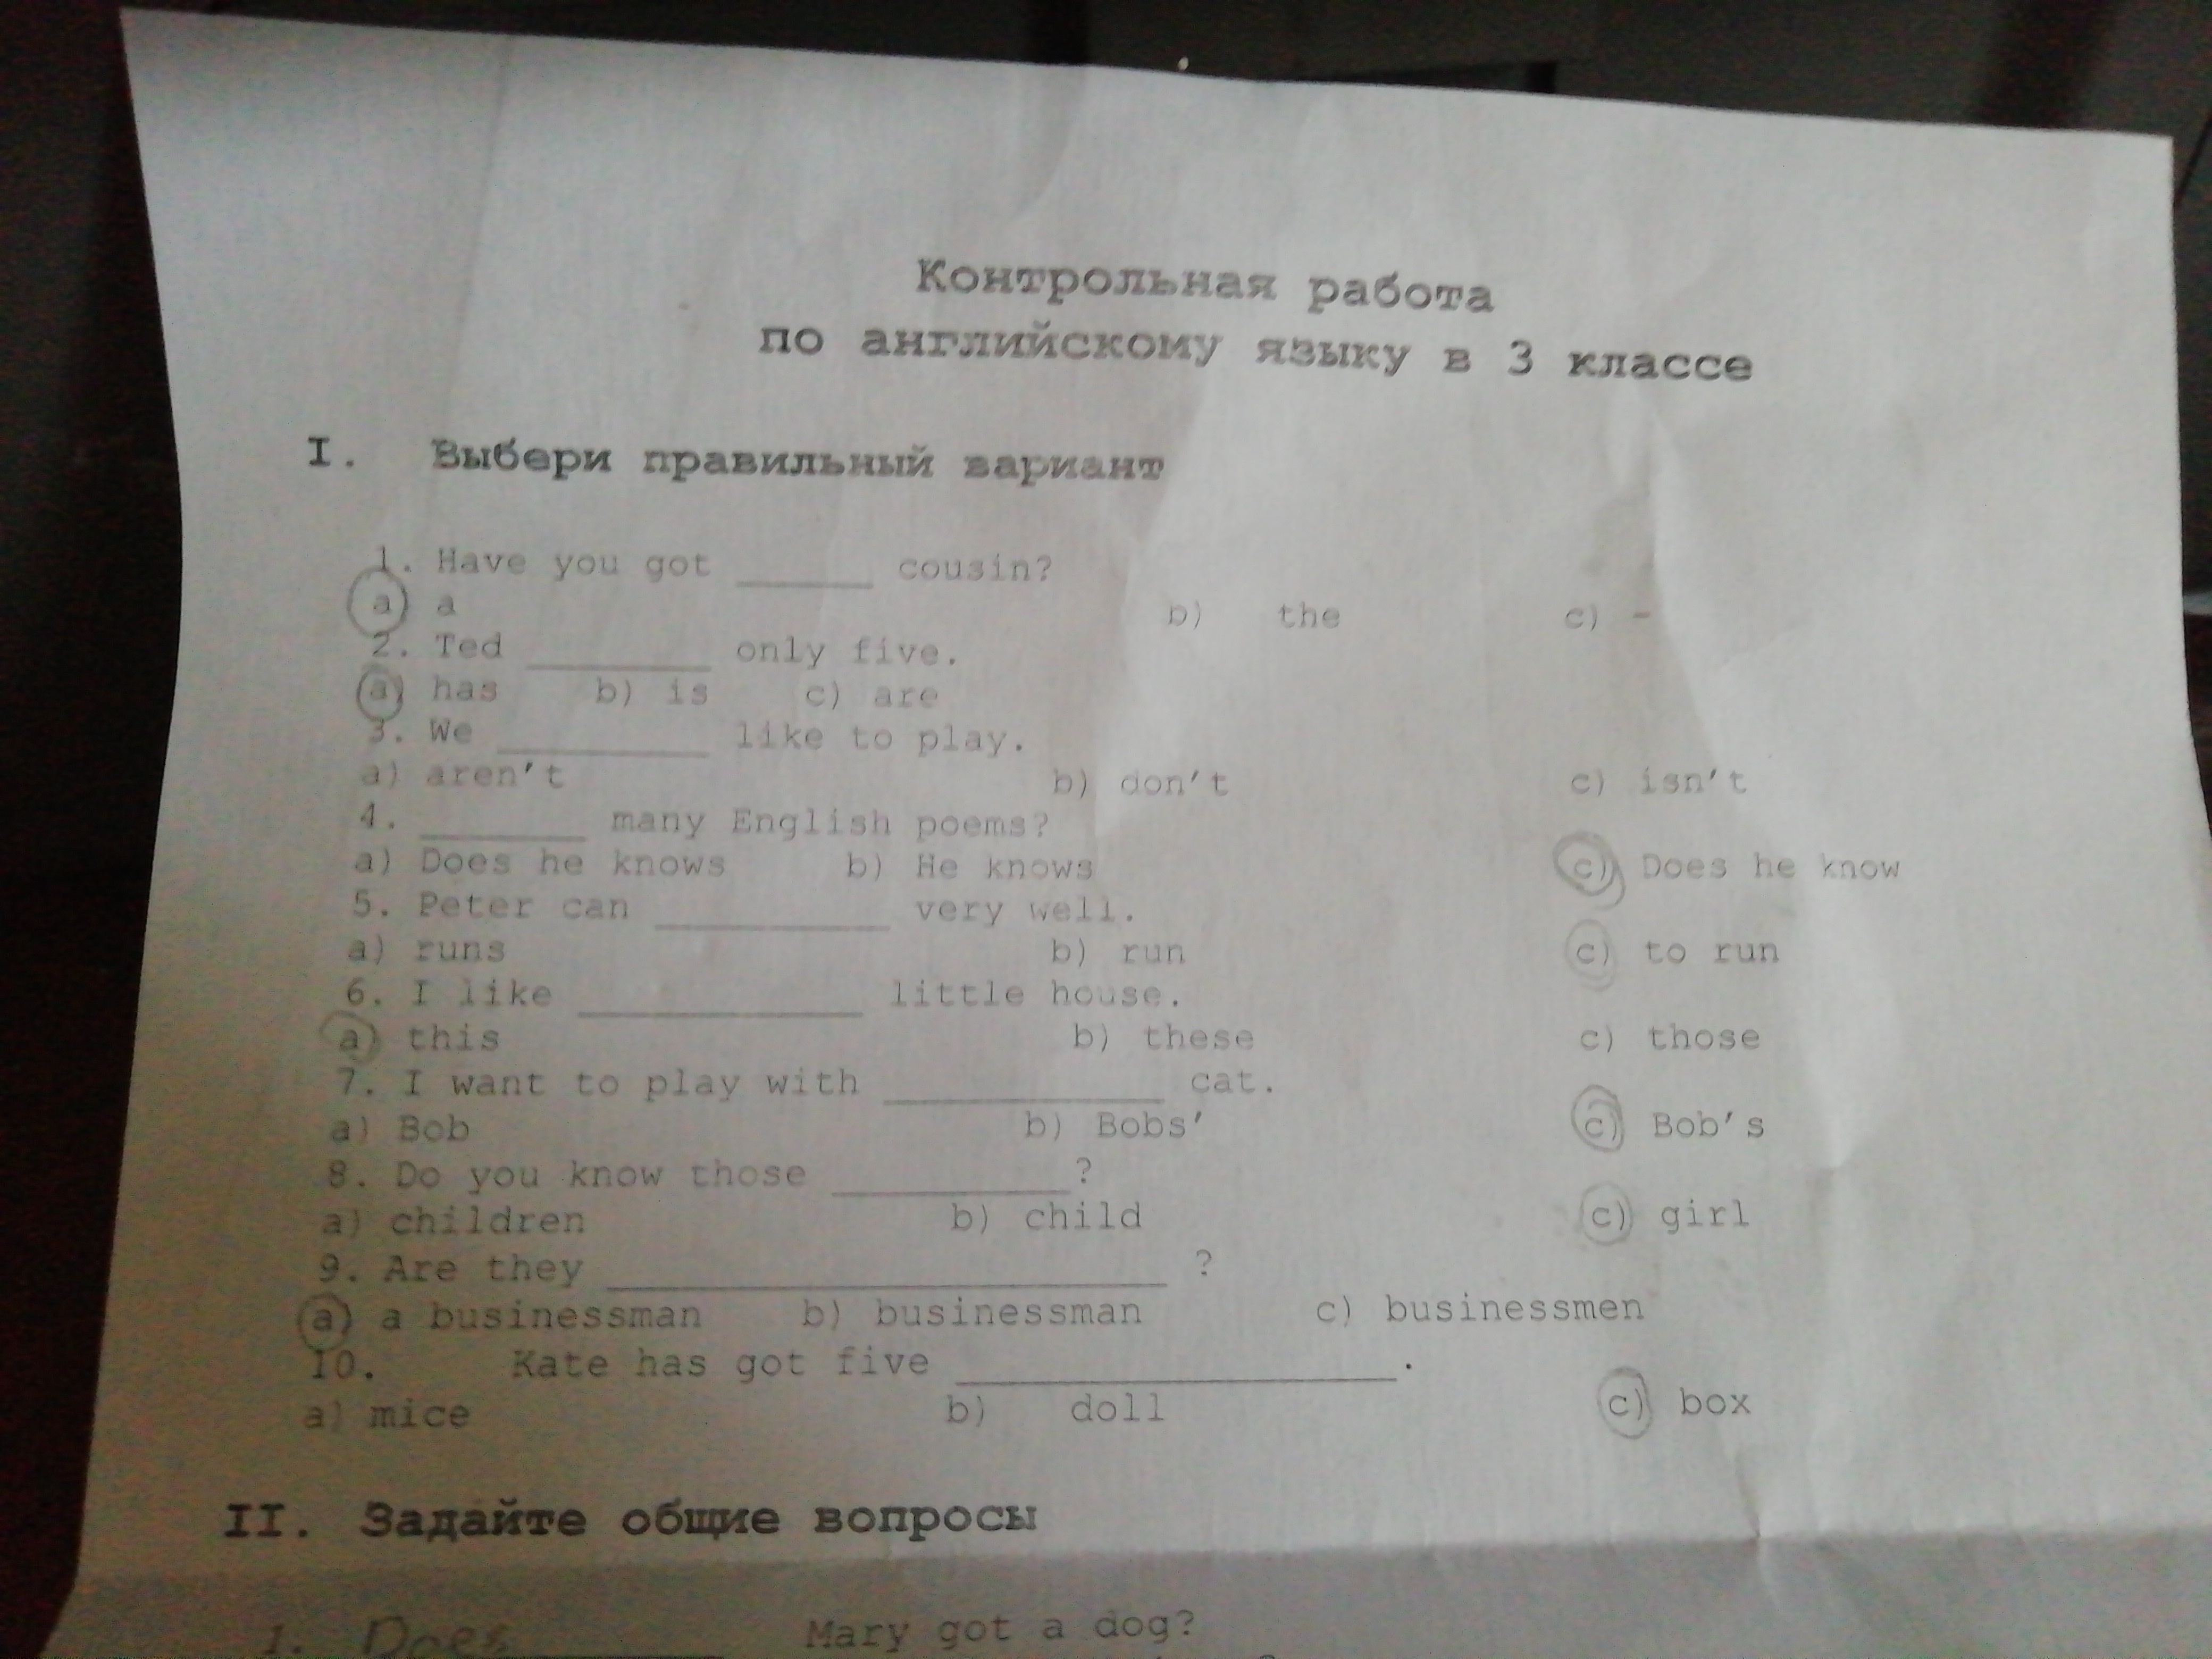 Контрольная работа
по английскому языку в 3 классе
I. Выбери правильный вариант
1. Have you got ______ cousin?
a) a b) the c) -
2. Ted ________ only five.
a) has b) is c) are
3. We _________ like to play.
a) aren't b) don't c) isn't
4. _______ many English poems?
a) Does he knows b) He knows c) Does he know
5. Peter can __________ very well.
a) runs b) run c) to run
6. I like ____________ little house.
a) this b) these c) those
7. I want to play with ____________ cat.
a) Bob b) Bobs' c) Bob's
8. Do you know those __________?
a) children b) child c) girl
9. Are they ________________________ ?
a) a businessman b) businessman c) businessmen
10. Kate has got five ___________________.
a) mice b) doll c) box
II. Задайте общие вопросы
1. Does Mary got a dog?